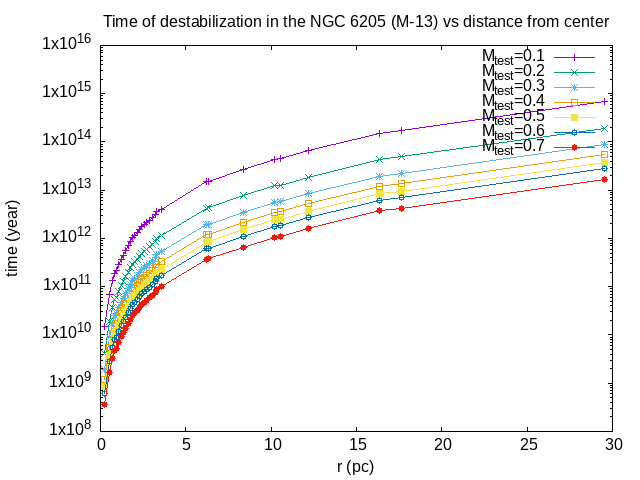 Time of destabilization in the NGC 6205 (M-13) vs distance from center
1x10^16
1x10^15
1x10^14
1x10^13
1x10^12
1x10^11
1x10^10
1x10^9
1x10^8
time (year)
M_test=0.1
M_test=0.2
M_test=0.3
M_test=0.4
M_test=0.5
M_test=0.6
M_test=0.7
0 5 10 15 20 25 30
r (pc)